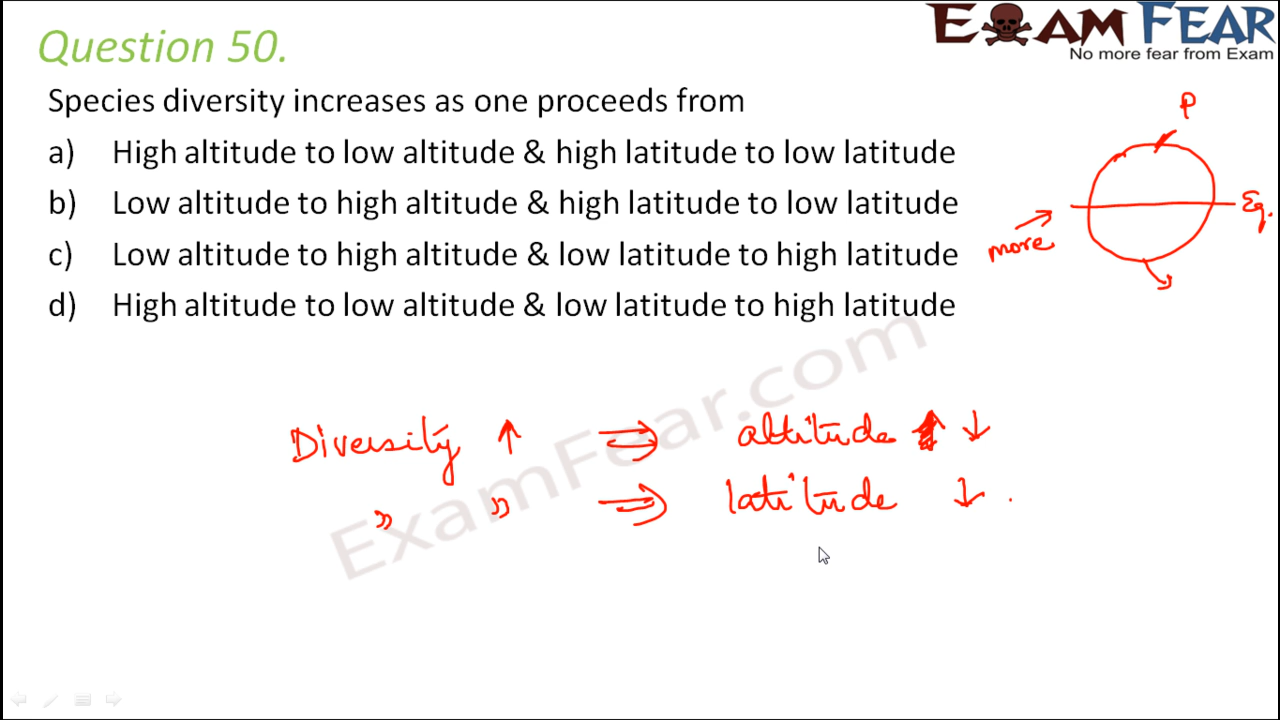 EXAM FEAR
No more fear from Exam
Question 50.
Species diversity increases as one proceeds from
a) High altitude to low altitude & high latitude to low latitude
b) Low altitude to high altitude & high latitude to low latitude
c) Low altitude to high altitude & low latitude to high latitude
d) High altitude to low altitude & low latitude to high latitude
P
Eq.
more
Diversity ↑ ⇒ altitude ↓
" " ⇒ latitude ↓ .
ExamFear.com